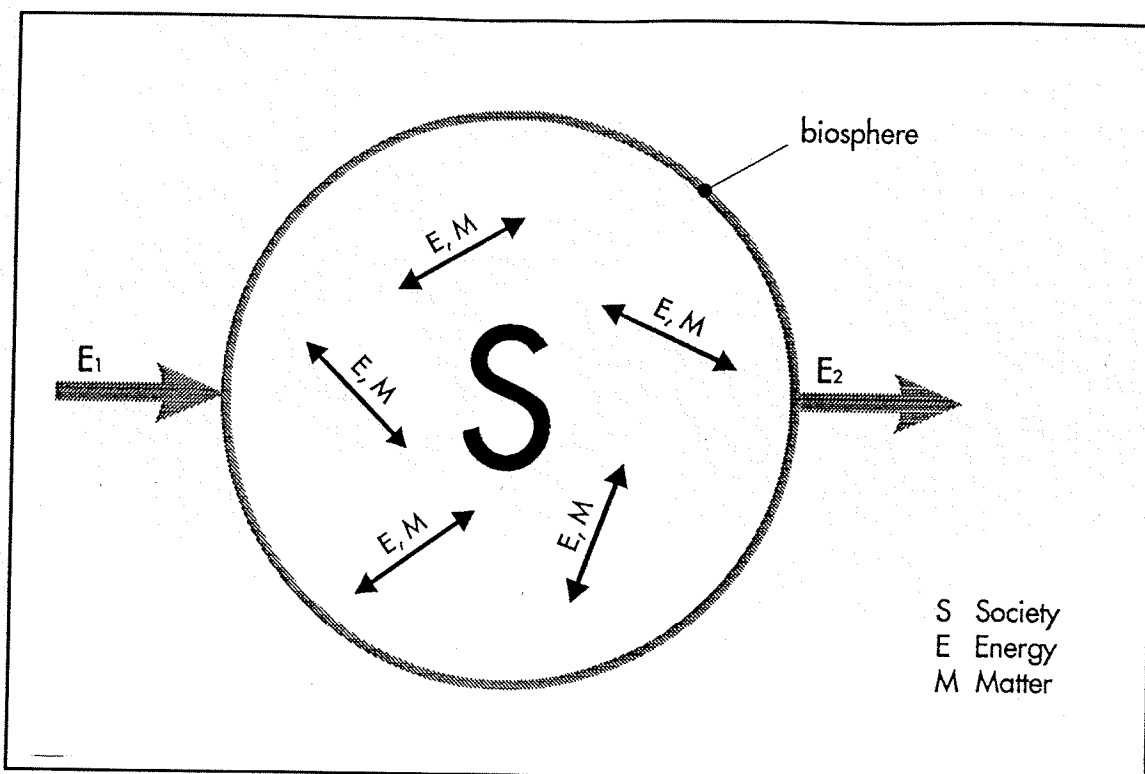 biosphere
E, M
E, M
E1
E, M
S
E2
E, M
E, M
S Society
E Energy
M Matter